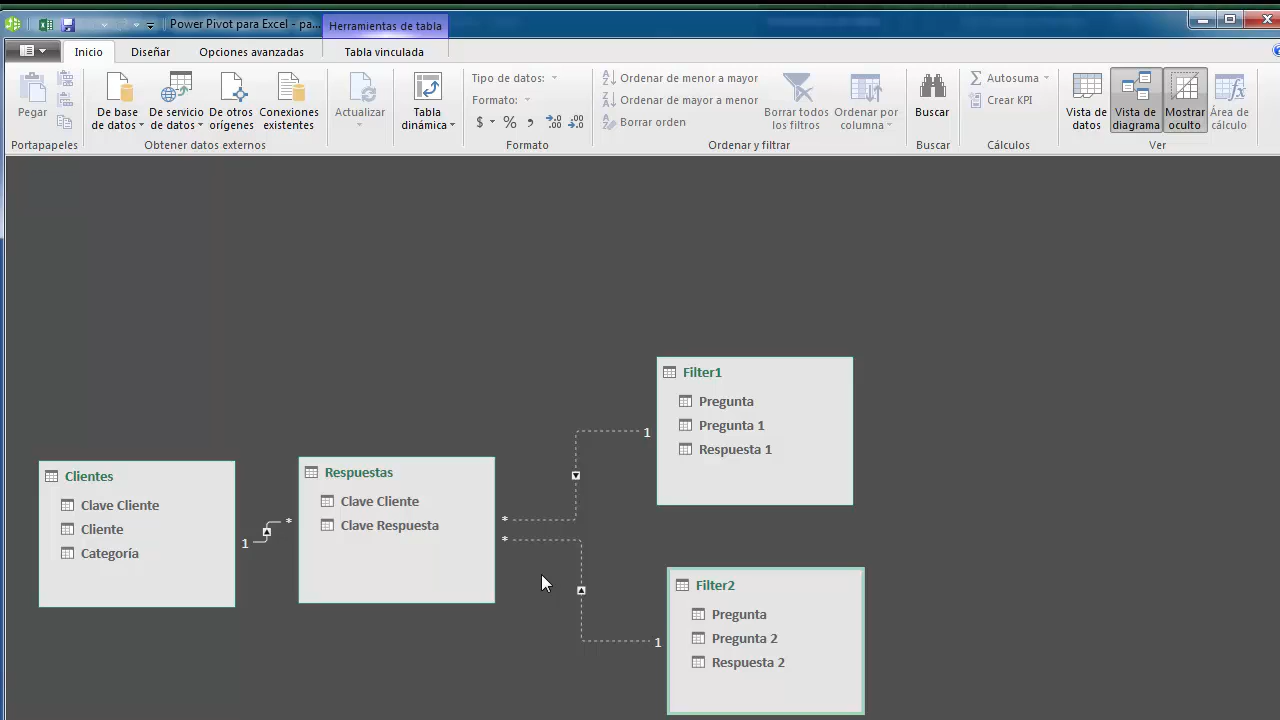 Power Pivot para Excel - pa...
Herramientas de tabla
Inicio
Diseñar
Opciones avanzadas
Tabla vinculada
Pegar
De base de datos
De servicio de datos
De otros orígenes
Conexiones existentes
Actualizar
Tabla dinámica
Tipo de datos:
Formato:
$ % ,
Ordenar de menor a mayor
Ordenar de mayor a menor
Borrar orden
Borrar todos los filtros
Ordenar por columna
Buscar
Autosuma
Crear KPI
Vista de datos
Vista de diagrama
Mostrar oculto
Área de cálculo
Portapapeles
Obtener datos externos
Formato
Ordenar y filtrar
Buscar
Cálculos
Ver
Filter1
Pregunta
Pregunta 1
Respuesta 1
1
Clientes
Clave Cliente
Cliente
Categoría
1
*
Respuestas
Clave Cliente
Clave Respuesta
*
*
Filter2
Pregunta
Pregunta 2
Respuesta 2
1